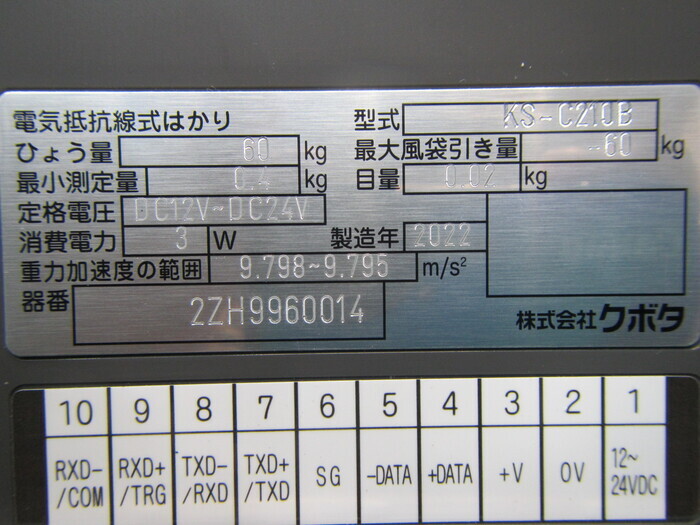 電気抵抗線式はかり 型式 KS-C210B
ひょう量 60 kg 最大風袋引き量 -60 kg
最小測定量 0.4 kg 目量 0.02 kg
定格電圧 DC12V~DC24V
消費電力 3 W 製造年 2022
重力加速度の範囲 9.798~9.795 m/s²
器番 2ZH9960014
株式会社クボタ
10 9 8 7 6 5 4 3 2 1
RXD-/COM RXD+/TRG TXD-/RXD TXD+/TXD SG -DATA +DATA +V 0V 12~24VDC